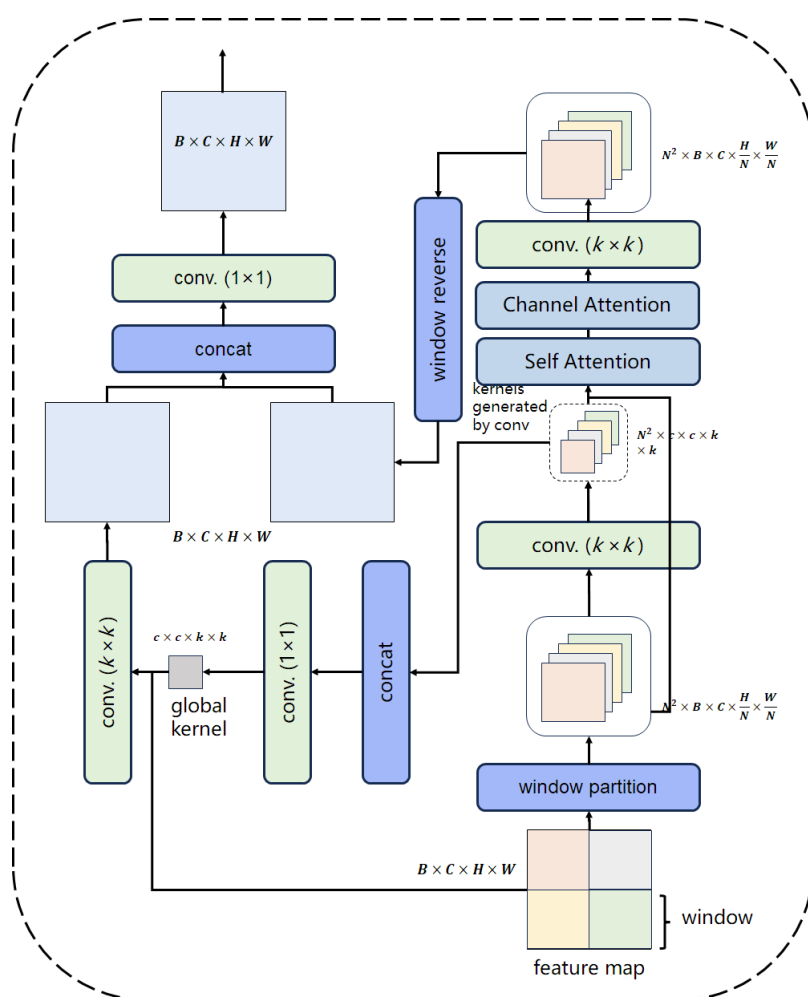 B × C × H × W
N² × B × C × H/N × W/N
conv. (k × k)
conv. (1×1)
Channel Attention
window reverse
concat
Self Attention
kernels
generated
by conv
N² × c × c × k
× k
B × C × H × W
conv. (k × k)
conv. (k × k)
c × c × k × k
global
kernel
conv. (1×1)
concat
N² × B × C × H/N × W/N
window partition
B × C × H × W
window
feature map